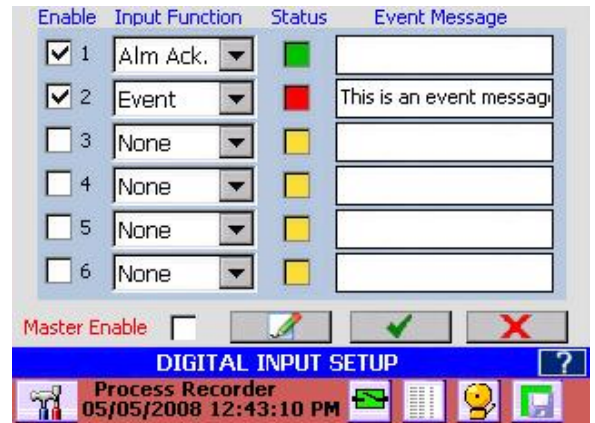 Enable Input Function Status Event Message
1 Alm Ack.
2 Event This is an event messag
3 None
4 None
5 None
6 None
Master Enable
DIGITAL INPUT SETUP ?
Process Recorder
05/05/2008 12:43:10 PM